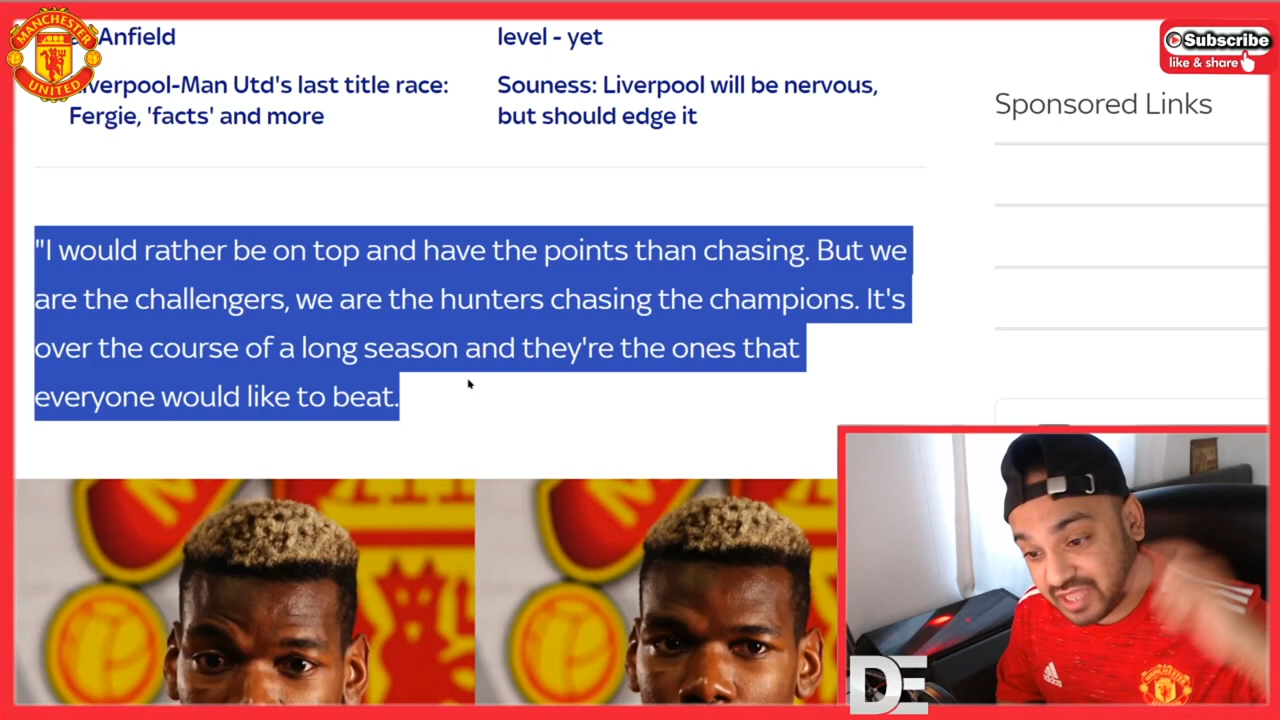 MANCHESTER
UNITED
Anfield
level - yet
verpool-Man Utd's last title race:
Fergie, 'facts' and more
Souness: Liverpool will be nervous,
but should edge it
Subscribe
like & share
Sponsored Links
"I would rather be on top and have the points than chasing. But we
are the challengers, we are the hunters chasing the champions. It's
over the course of a long season and they're the ones that
everyone would like to beat.
DE